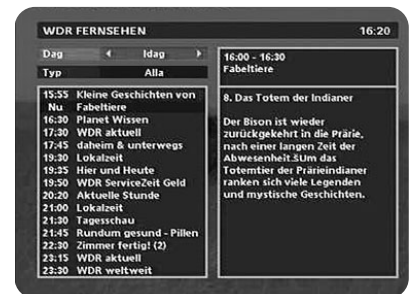 WDR FERNSEHEN 16:20
Dag Idag
Typ Alla
15:55 Kleine Geschichten von
Nu Fabeltiere
16:30 Planet Wissen
17:30 WDR aktuell
17:45 daheim & unterwegs
19:30 Lokalzeit
19:35 Hier und Heute
19:50 WDR ServiceZeit Geld
20:20 Aktuelle Stunde
21:00 Lokalzeit
21:30 Tagesschau
21:45 Rundum gesund - Pillen
22:30 Zimmer fertig! (2)
23:15 WDR aktuell
23:30 WDR weltweit
16:00 - 16:30
Fabeltiere
8. Das Totem der Indianer
Der Bison ist wieder
zurückgekehrt in die Prärie,
nach einer langen Zeit der
Abwesenheit.šUm das
Totemtier der Prärieindianer
ranken sich viele Legenden
und mystische Geschichten.